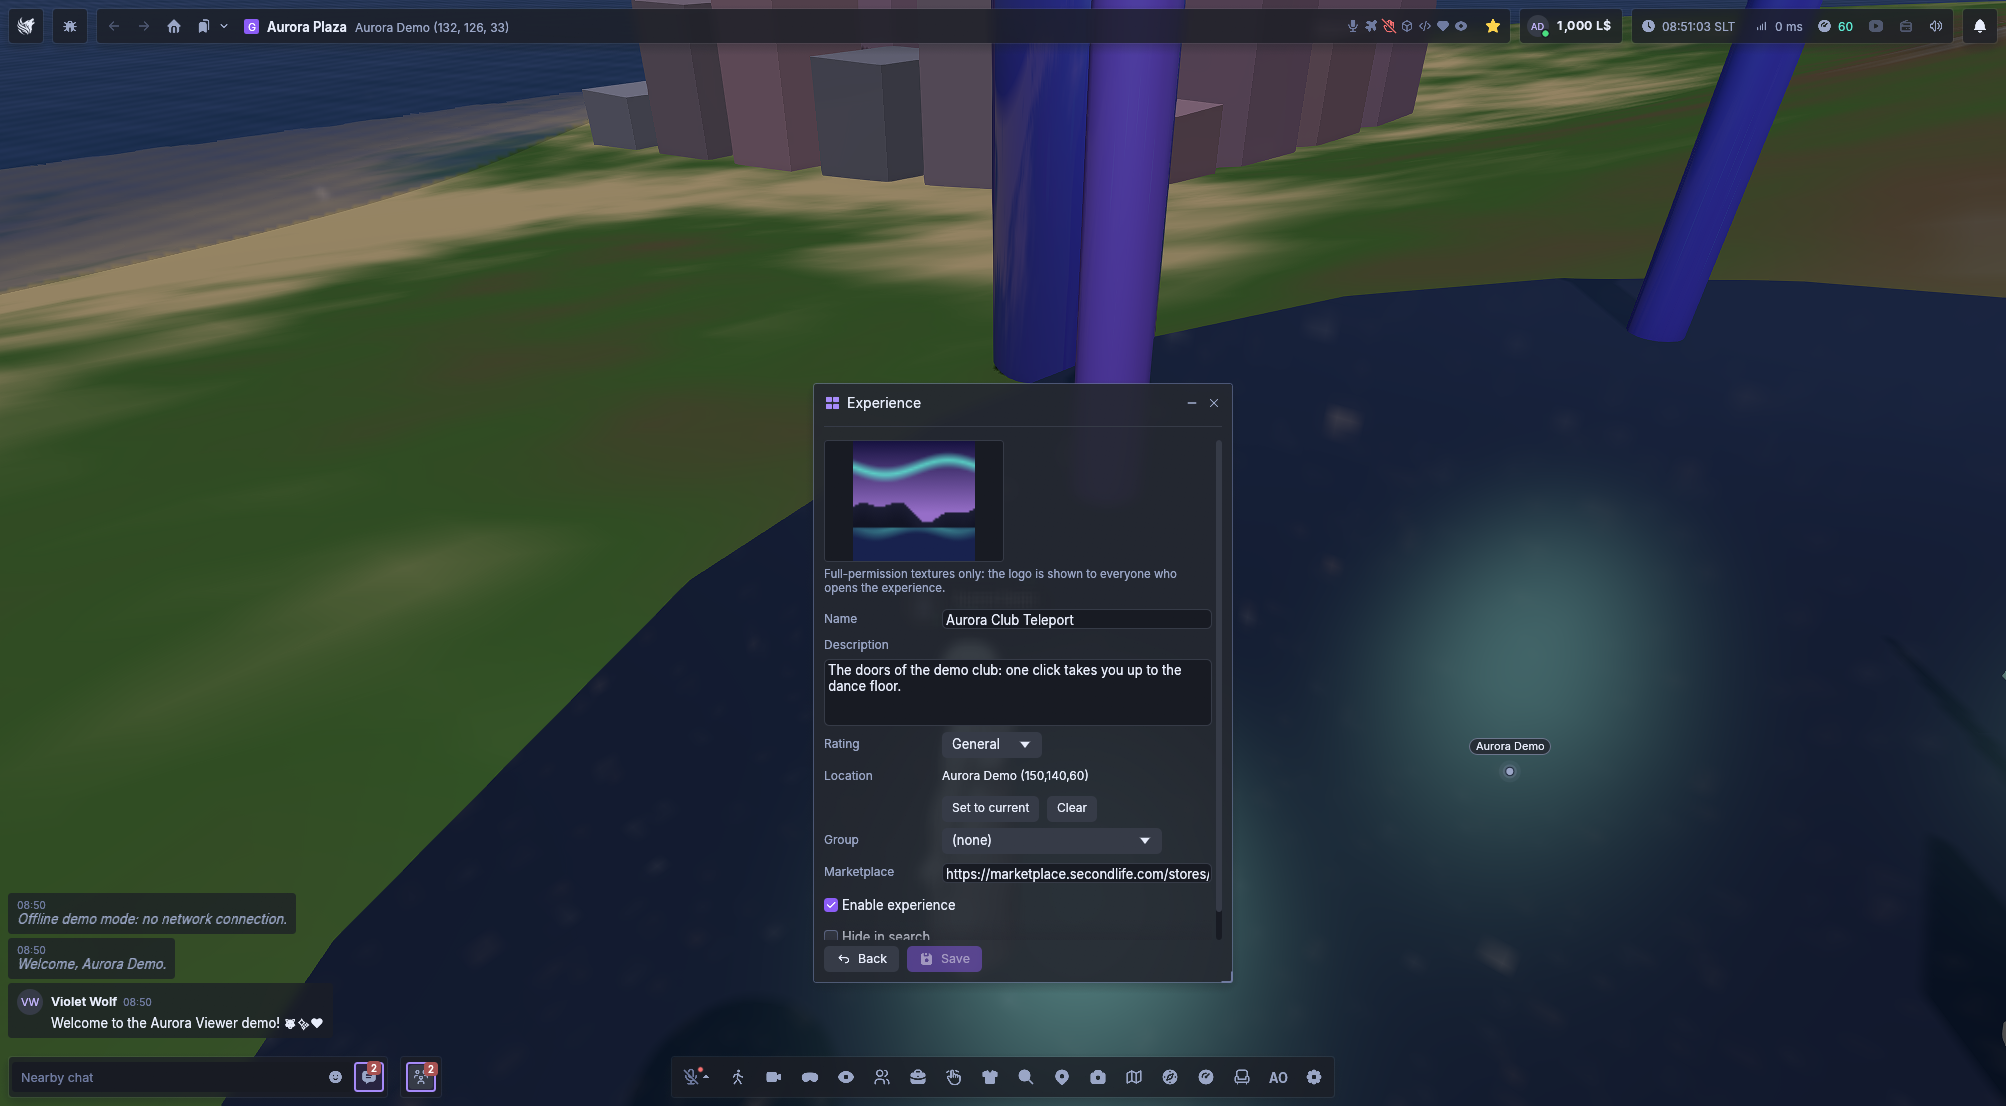 G Aurora Plaza Aurora Demo (132, 126, 33)
AD 1,000 L$
08:51:03 SLT 0 ms 60
Experience
Full-permission textures only: the logo is shown to everyone who
opens the experience.
Name Aurora Club Teleport
Description
The doors of the demo club: one click takes you up to the
dance floor.
Rating General
Location Aurora Demo (150,140,60)
Set to current Clear
Group (none)
Marketplace https://marketplace.secondlife.com/stores/
Enable experience
Hide in search
Back Save
Aurora Demo
08:50
Offline demo mode: no network connection.
08:50
Welcome, Aurora Demo.
VW Violet Wolf 08:50
Welcome to the Aurora Viewer demo!
Nearby chat 2 2
AO